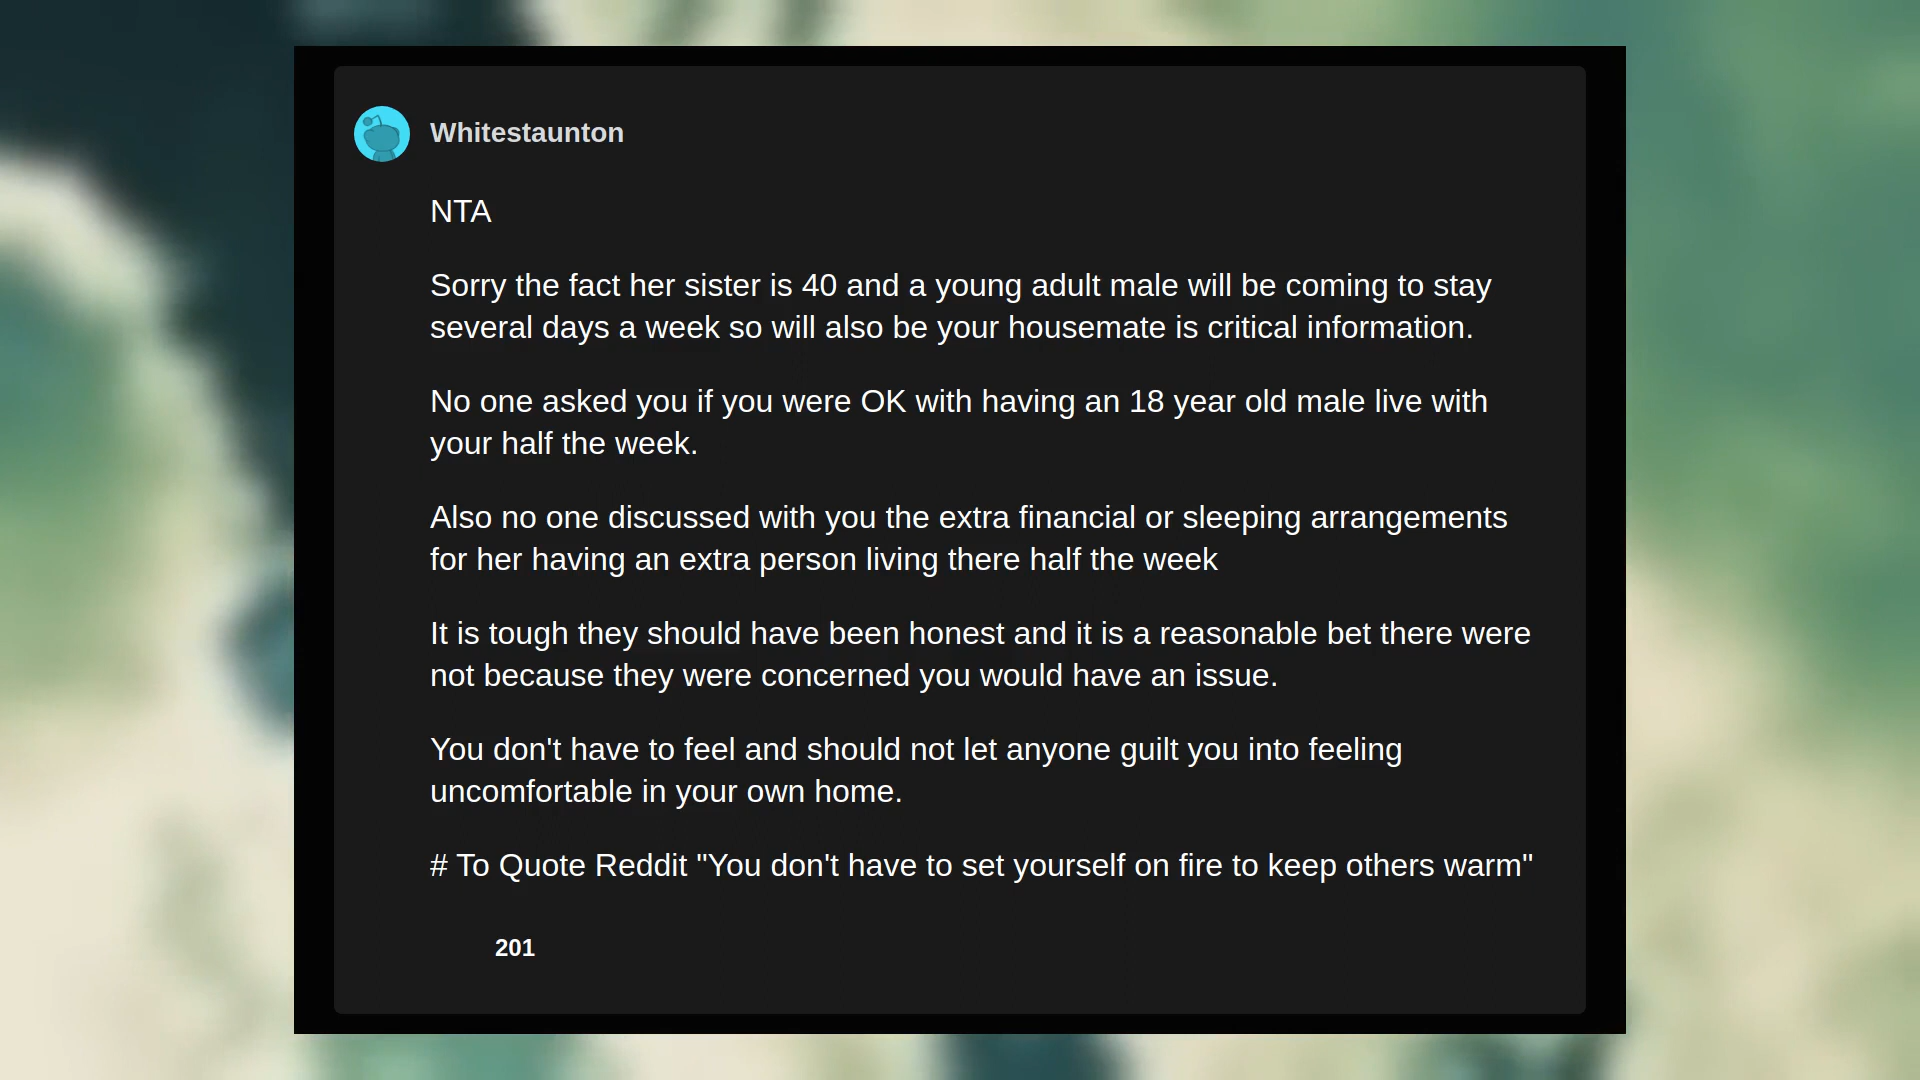 Whitestaunton
NTA
Sorry the fact her sister is 40 and a young adult male will be coming to stay
several days a week so will also be your housemate is critical information.
No one asked you if you were OK with having an 18 year old male live with
your half the week.
Also no one discussed with you the extra financial or sleeping arrangements
for her having an extra person living there half the week
It is tough they should have been honest and it is a reasonable bet there were
not because they were concerned you would have an issue.
You don't have to feel and should not let anyone guilt you into feeling
uncomfortable in your own home.
# To Quote Reddit "You don't have to set yourself on fire to keep others warm"
201